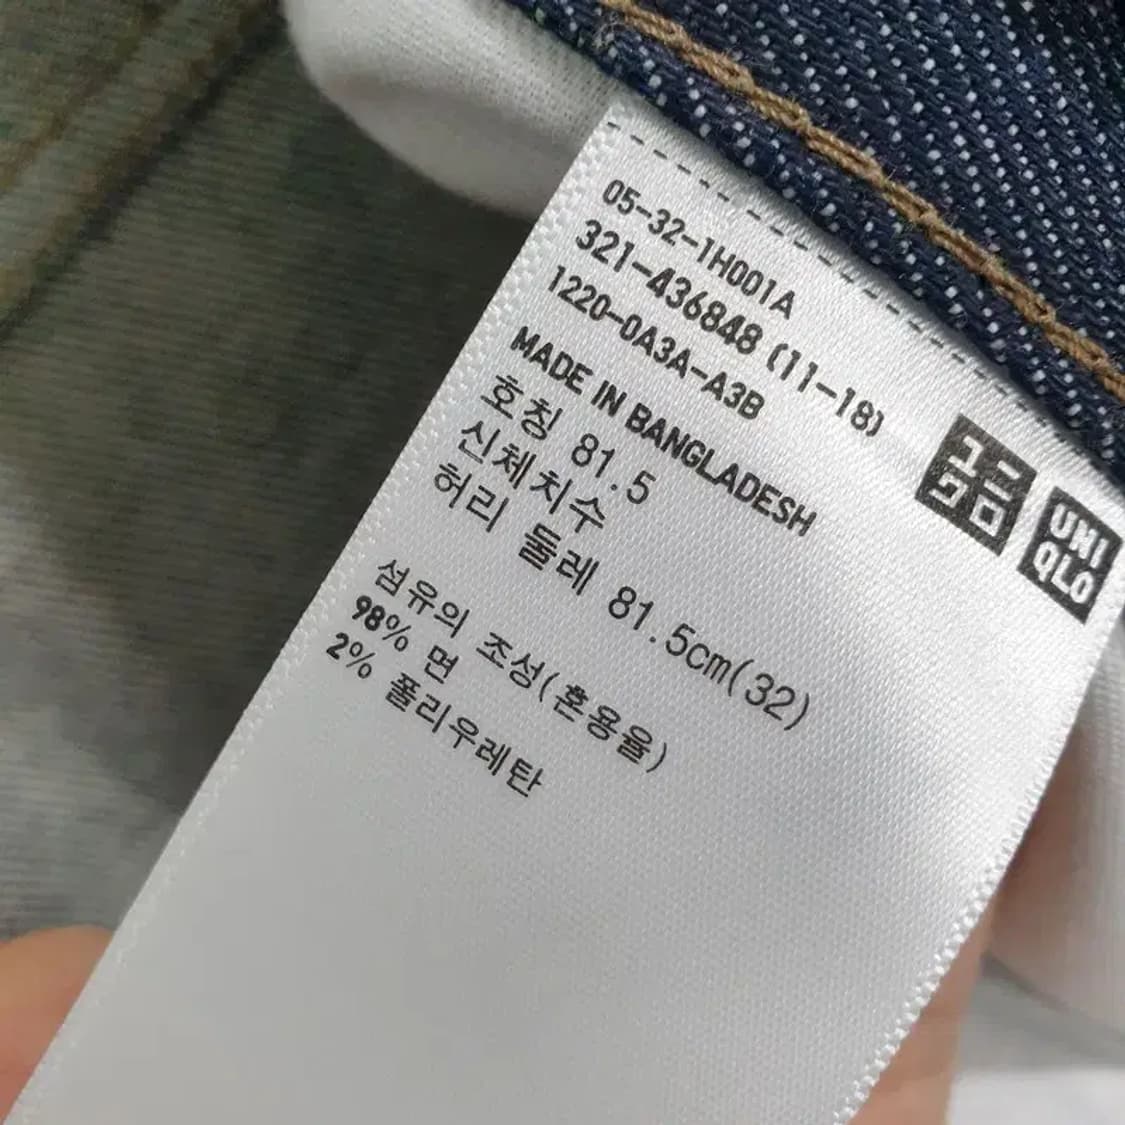 05-32-1H001A
321-436848 (11-18)
1220-0A3A-A3B
MADE IN BANGLADESH
호칭 81.5
신체치수
허리 둘레 81.5cm(32)
섬유의 조성(혼용율)
98% 면
2% 폴리우레탄
ユニ
クロ
UNI
QLO